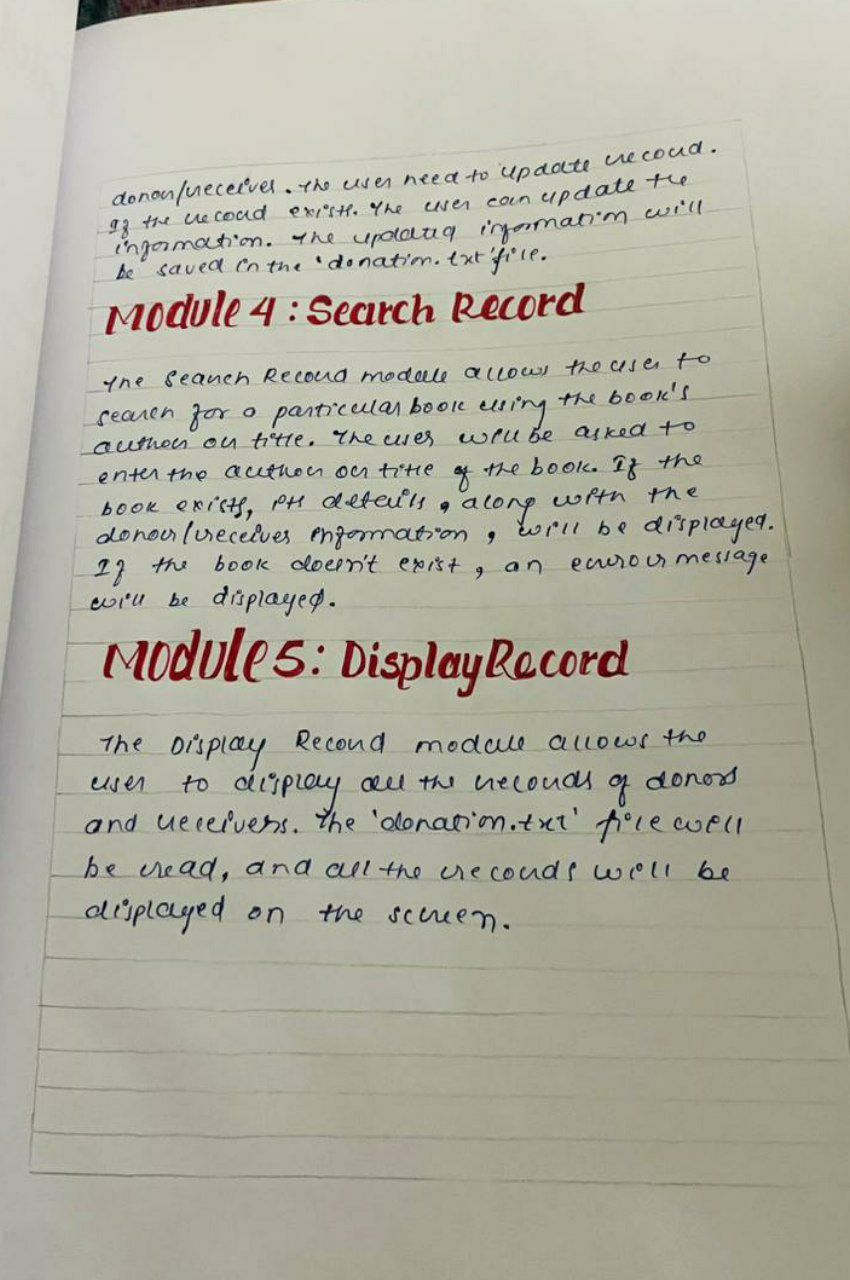 donor/receiver. The user need to update record.
If the record exists. The user can update the
information. The updating information will
be saved in the 'donation.txt' file.
Module 4 : Search Record
The Search Record module allows the user to
search for a particular book using the book's
author or title. The user will be asked to
enter the author or title of the book. If the
book exists, its details, along with the
donor/receiver information, will be displayed.
If the book doesn't exist, an error message
will be displayed.
Module 5: Display Record
The Display Record module allows the
user to display all the records of donors
and receivers. The 'donation.txt' file will
be read, and all the records will be
displayed on the screen.